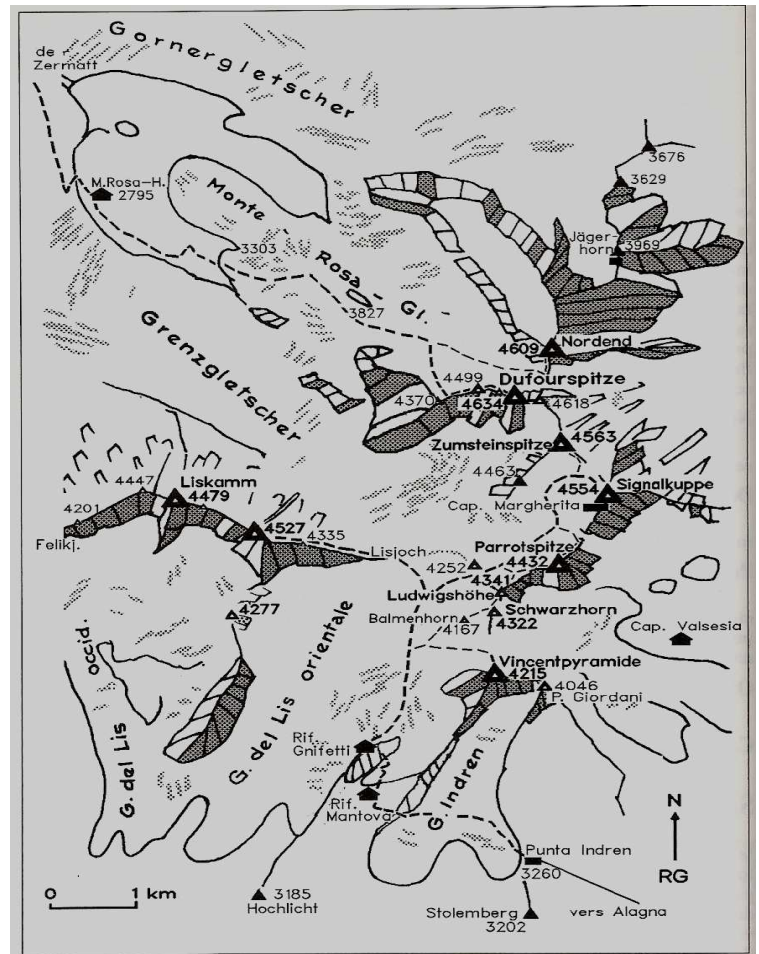 Gornergletscher
de
Zermatt
3676
3629
M.Rosa-H.
2795
Monte-Rosa-Gl.
Jäger-
horn
3969
3303
3827
Grenzgletscher
Nordend
4609
4499
Dufourspitze
4370
4634
4618
Zumsteinspitze
4563
4463
4447
Liskamm
4479
Signalkuppe
4554
Cap. Margherita
4201
Felikj.
4527
4335
Lisjoch
Parrotspitze
4252
4432
4341
Ludwigshöhe
4277
Schwarzhorn
Balmenhorn
4167
4322
Cap. Valsesia
Vincentpyramide
4215
4046
P. Giordani
G. del Lis
Occid.
G. del Lis orientale
Rif.
Gnifetti
Rif.
Mantova
G. Indren
N
RG
Punta Indren
3260
0 1 km
3185
Hochlicht
Stolemberg
3202
vers Alagna